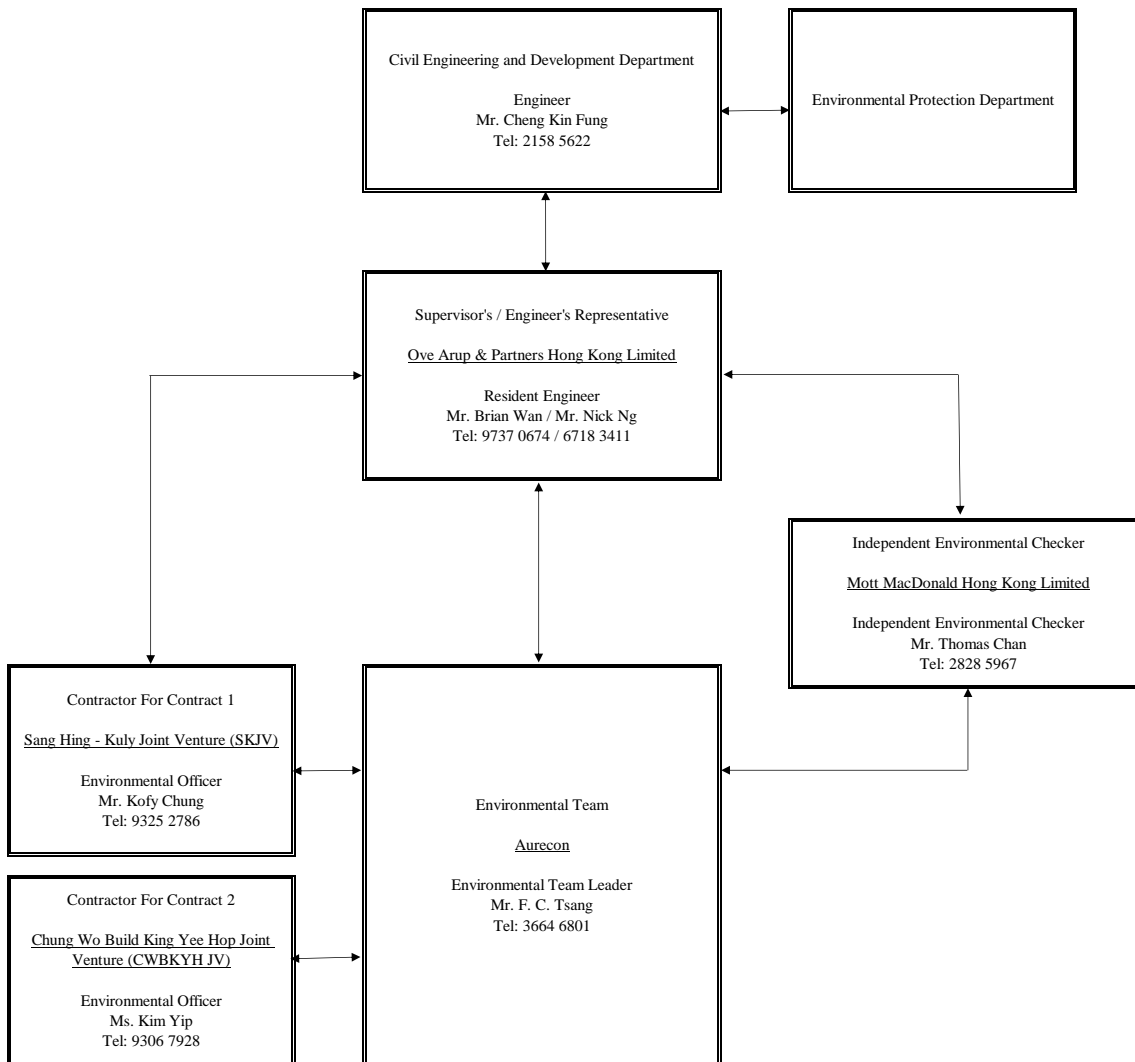 Civil Engineering and Development Department
Engineer
Mr. Cheng Kin Fung
Tel: 2158 5622
Environmental Protection Department
Supervisor's / Engineer's Representative
Ove Arup & Partners Hong Kong Limited
Resident Engineer
Mr. Brian Wan / Mr. Nick Ng
Tel: 9737 0674 / 6718 3411
Independent Environmental Checker
Mott MacDonald Hong Kong Limited
Independent Environmental Checker
Mr. Thomas Chan
Tel: 2828 5967
Contractor For Contract 1
Sang Hing - Kuly Joint Venture (SKJV)
Environmental Officer
Mr. Kofy Chung
Tel: 9325 2786
Environmental Team
Aurecon
Environmental Team Leader
Mr. F. C. Tsang
Tel: 3664 6801
Contractor For Contract 2
Chung Wo Build King Yee Hop Joint
Venture (CWBKYH JV)
Environmental Officer
Ms. Kim Yip
Tel: 9306 7928